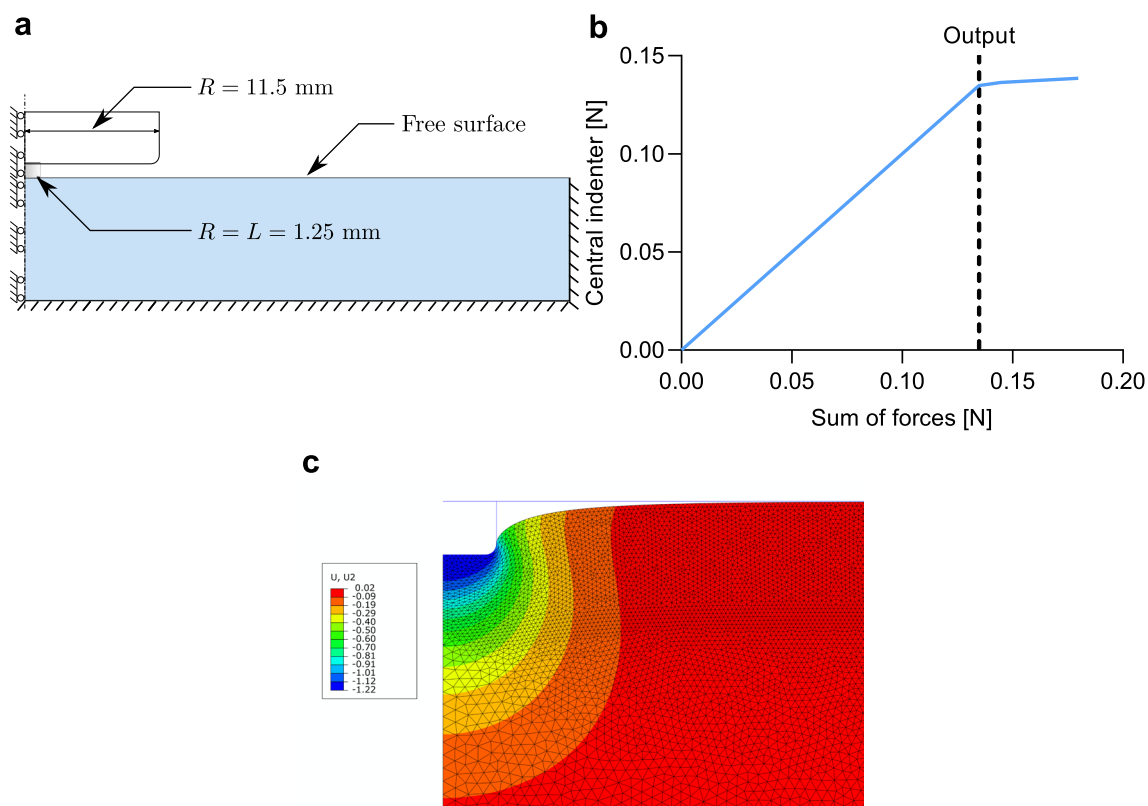 a
R = 11.5 mm
Free surface
R = L = 1.25 mm
b
Output
Central indenter [N]
0.15
0.10
0.05
0.00
0.00 0.05 0.10 0.15 0.20
Sum of forces [N]
c
U, U2
0.02
-0.09
-0.19
-0.29
-0.40
-0.50
-0.60
-0.70
-0.81
-0.91
-1.01
-1.12
-1.22